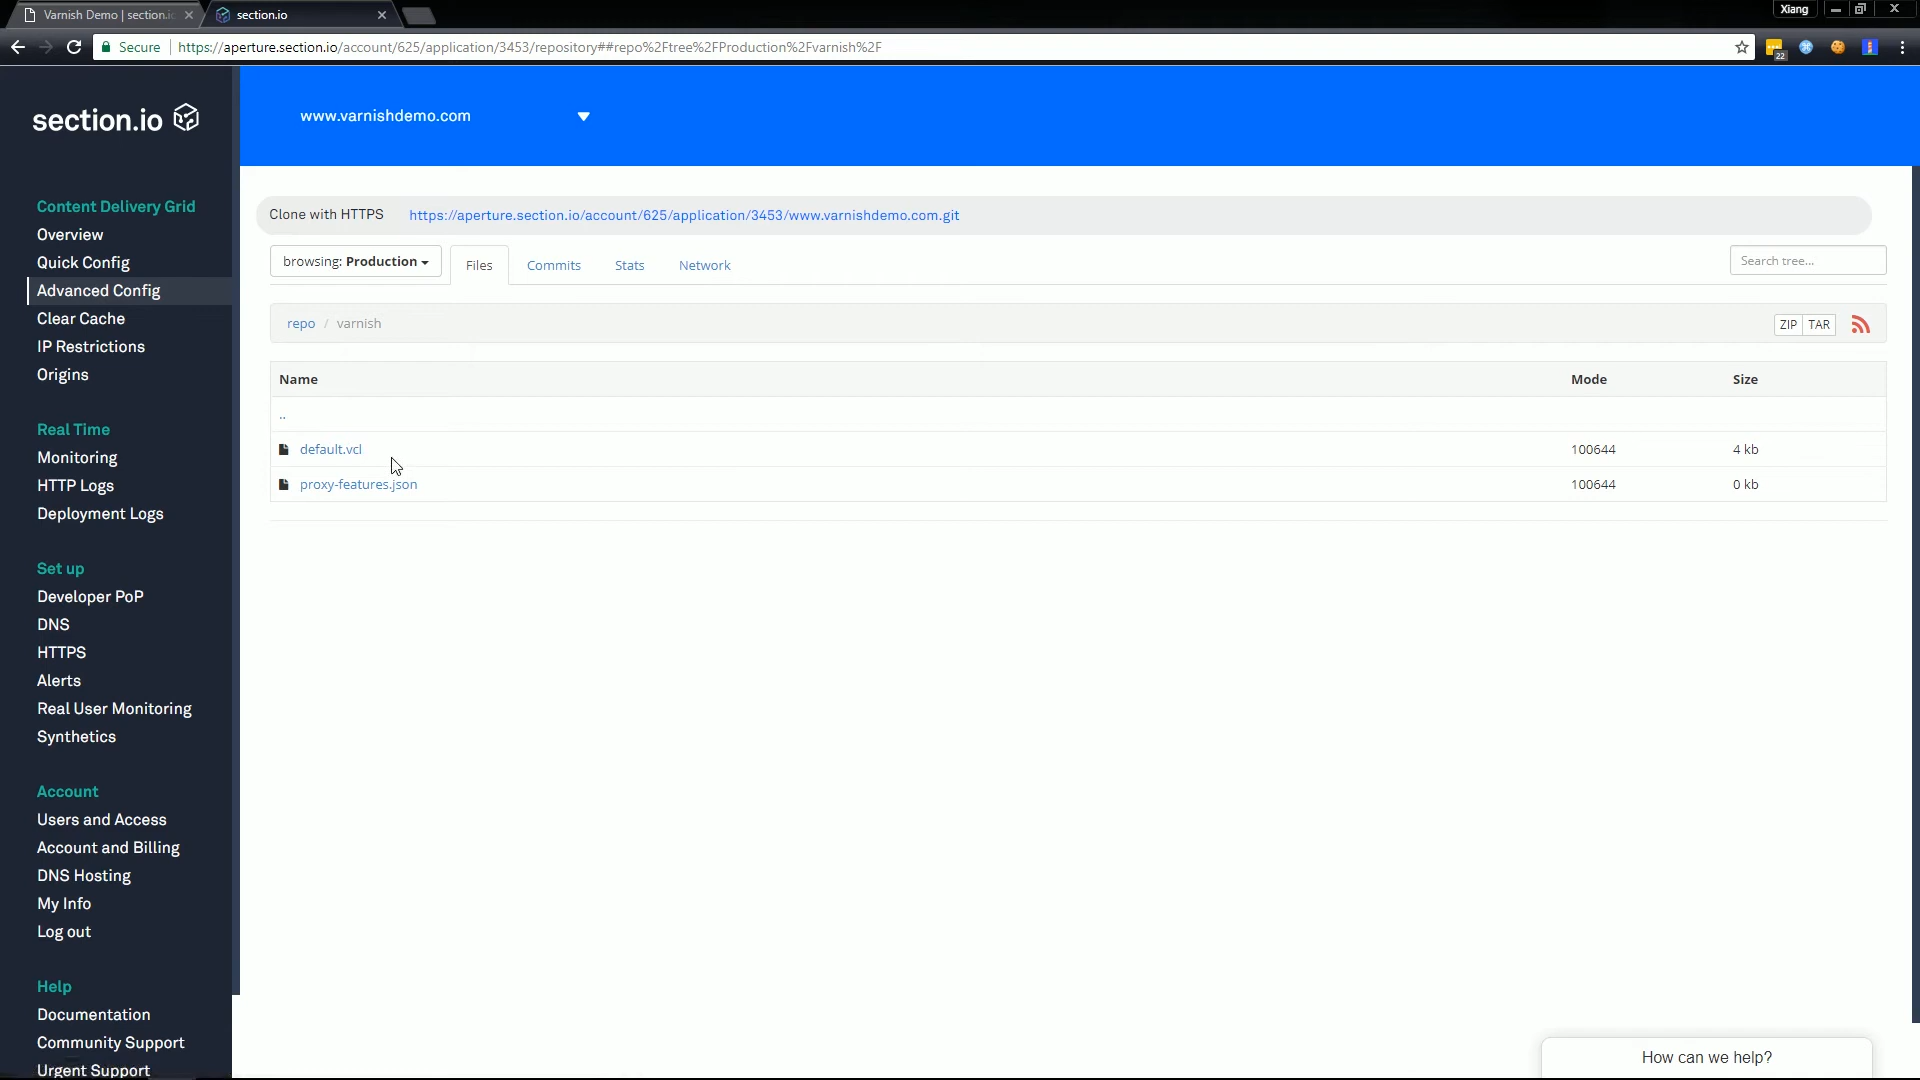 Varnish Demo | section.ic
section.io
Xiang
Secure
https://aperture.section.io/account/625/application/3453/repository##repo%2Ftree%2FProduction%2Fvarnish%2F
22
section.io
www.varnishdemo.com
Content Delivery Grid
Overview
Quick Config
Advanced Config
Clear Cache
IP Restrictions
Origins
Real Time
Monitoring
HTTP Logs
Deployment Logs
Set up
Developer PoP
DNS
HTTPS
Alerts
Real User Monitoring
Synthetics
Account
Users and Access
Account and Billing
DNS Hosting
My Info
Log out
Help
Documentation
Community Support
Urgent Support
Clone with HTTPS https://aperture.section.io/account/625/application/3453/www.varnishdemo.com.git
browsing: Production Files Commits Stats Network Search tree...
repo / varnish ZIP TAR
Name Mode Size
..
default.vcl 100644 4 kb
proxy-features.json 100644 0 kb
How can we help?